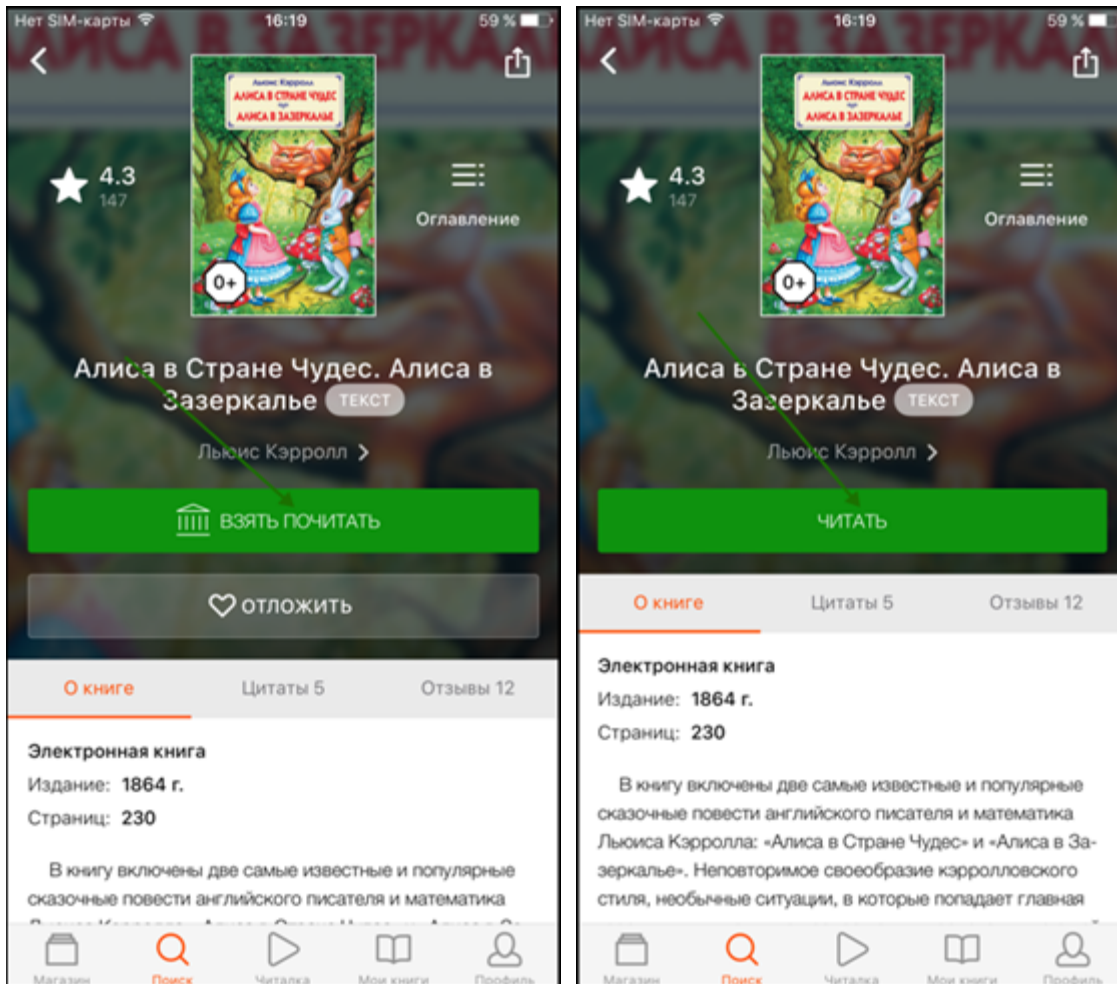 Нет SIM-карты 16:19 59 %
АЛИСА В ЗАЗЕРКАЛЬ
Льюис Кэрролл
АЛИСА В СТРАНЕ ЧУДЕС
АЛИСА В ЗАЗЕРКАЛЬЕ
4.3
147
Оглавление
0+
Алиса в Стране Чудес. Алиса в
Зазеркалье ТЕКСТ
Льюис Кэрролл
ВЗЯТЬ ПОЧИТАТЬ
ОТЛОЖИТЬ
О книге Цитаты 5 Отзывы 12
Электронная книга
Издание: 1864 г.
Страниц: 230
В книгу включены две самые известные и популярные
сказочные повести английского писателя и математика
Магазин Поиск Читалка Мои книги Профиль
Нет SIM-карты 16:19 59 %
Льюис Кэрролл
АЛИСА В СТРАНЕ ЧУДЕС
АЛИСА В ЗАЗЕРКАЛЬЕ
4.3
147
Оглавление
0+
Алиса в Стране Чудес. Алиса в
Зазеркалье ТЕКСТ
Льюис Кэрролл
ЧИТАТЬ
О книге Цитаты 5 Отзывы 12
Электронная книга
Издание: 1864 г.
Страниц: 230
В книгу включены две самые известные и популярные
сказочные повести английского писателя и математика
Льюиса Кэрролла: «Алиса в Стране Чудес» и «Алиса в За-
зеркалье». Неповторимое своеобразие кэрролловского
стиля, необычные ситуации, в которые попадает главная
Магазин Поиск Читалка Мои книги Профиль